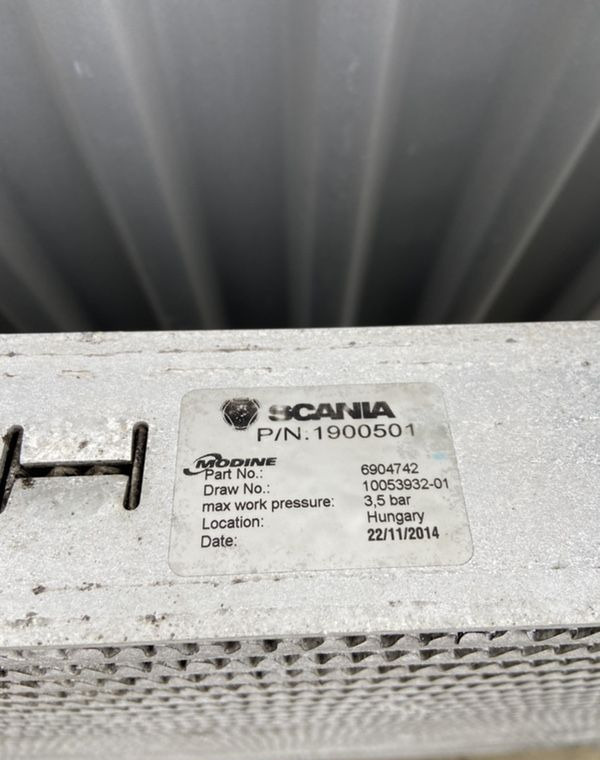 SCANIA
P/N: 1900501
MODINE
Part No.: 6904742
Draw No.: 10053932-01
max work pressure: 3,5 bar
Location: Hungary
Date: 22/11/2014